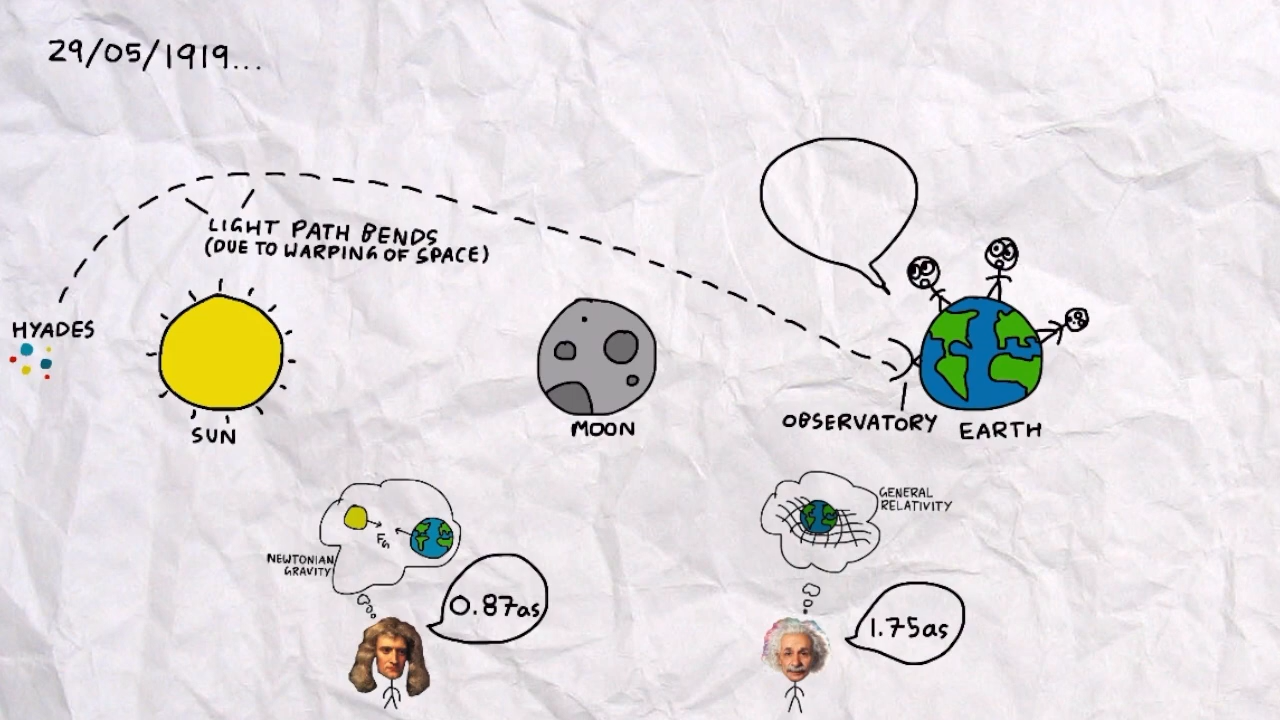 29/05/1919...
LIGHT PATH BENDS
(DUE TO WARPING OF SPACE)
HYADES
SUN
MOON
OBSERVATORY
EARTH
NEWTONIAN
GRAVITY
FG
0.87as
GENERAL
RELATIVITY
1.75as